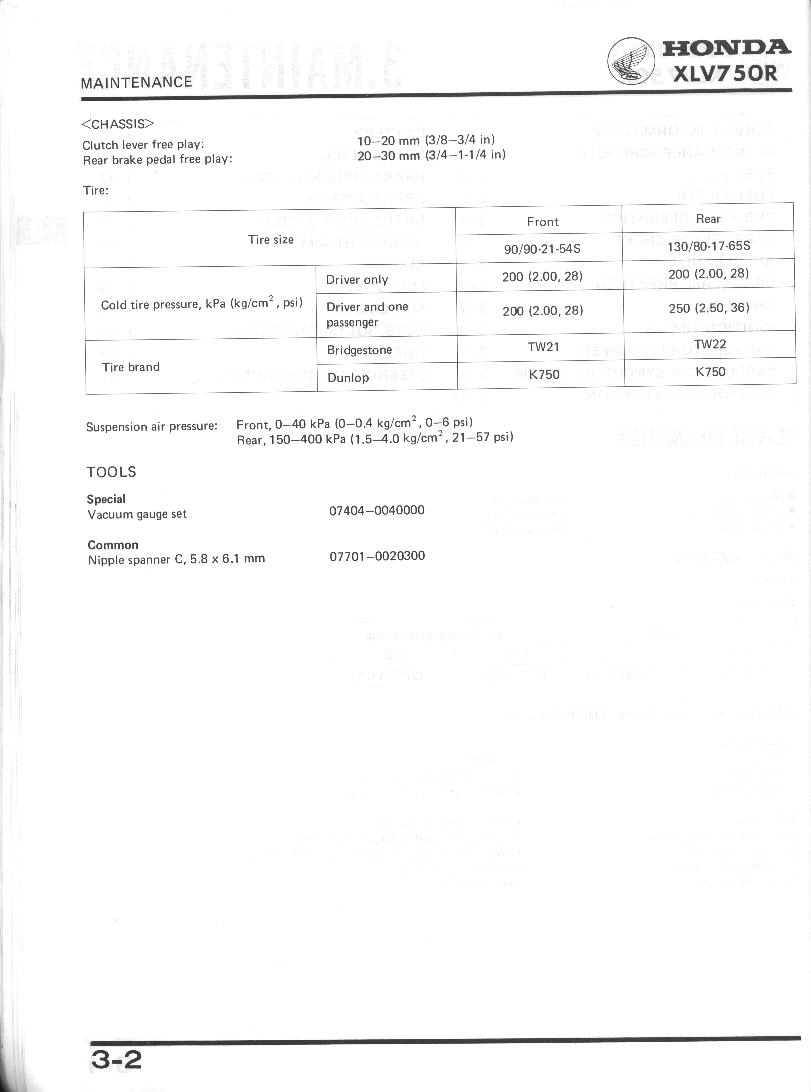 HONDA
MAINTENANCE XLV750R
<CHASSIS>
Clutch lever free play: 10–20 mm (3/8–3/4 in)
Rear brake pedal free play: 20–30 mm (3/4–1-1/4 in)
Tire:
Tire size Front Rear
90/90-21-54S 130/80-17-65S
Cold tire pressure, kPa (kg/cm², psi) Driver only 200 (2.00, 28) 200 (2.00, 28)
Driver and one passenger 200 (2.00, 28) 250 (2.50, 36)
Tire brand Bridgestone TW21 TW22
Dunlop K750 K750
Suspension air pressure: Front, 0–40 kPa (0–0.4 kg/cm², 0–6 psi)
Rear, 150–400 kPa (1.5–4.0 kg/cm², 21–57 psi)
TOOLS
Special
Vacuum gauge set 07404–0040000
Common
Nipple spanner C, 5.8 x 6.1 mm 07701–0020300
3-2